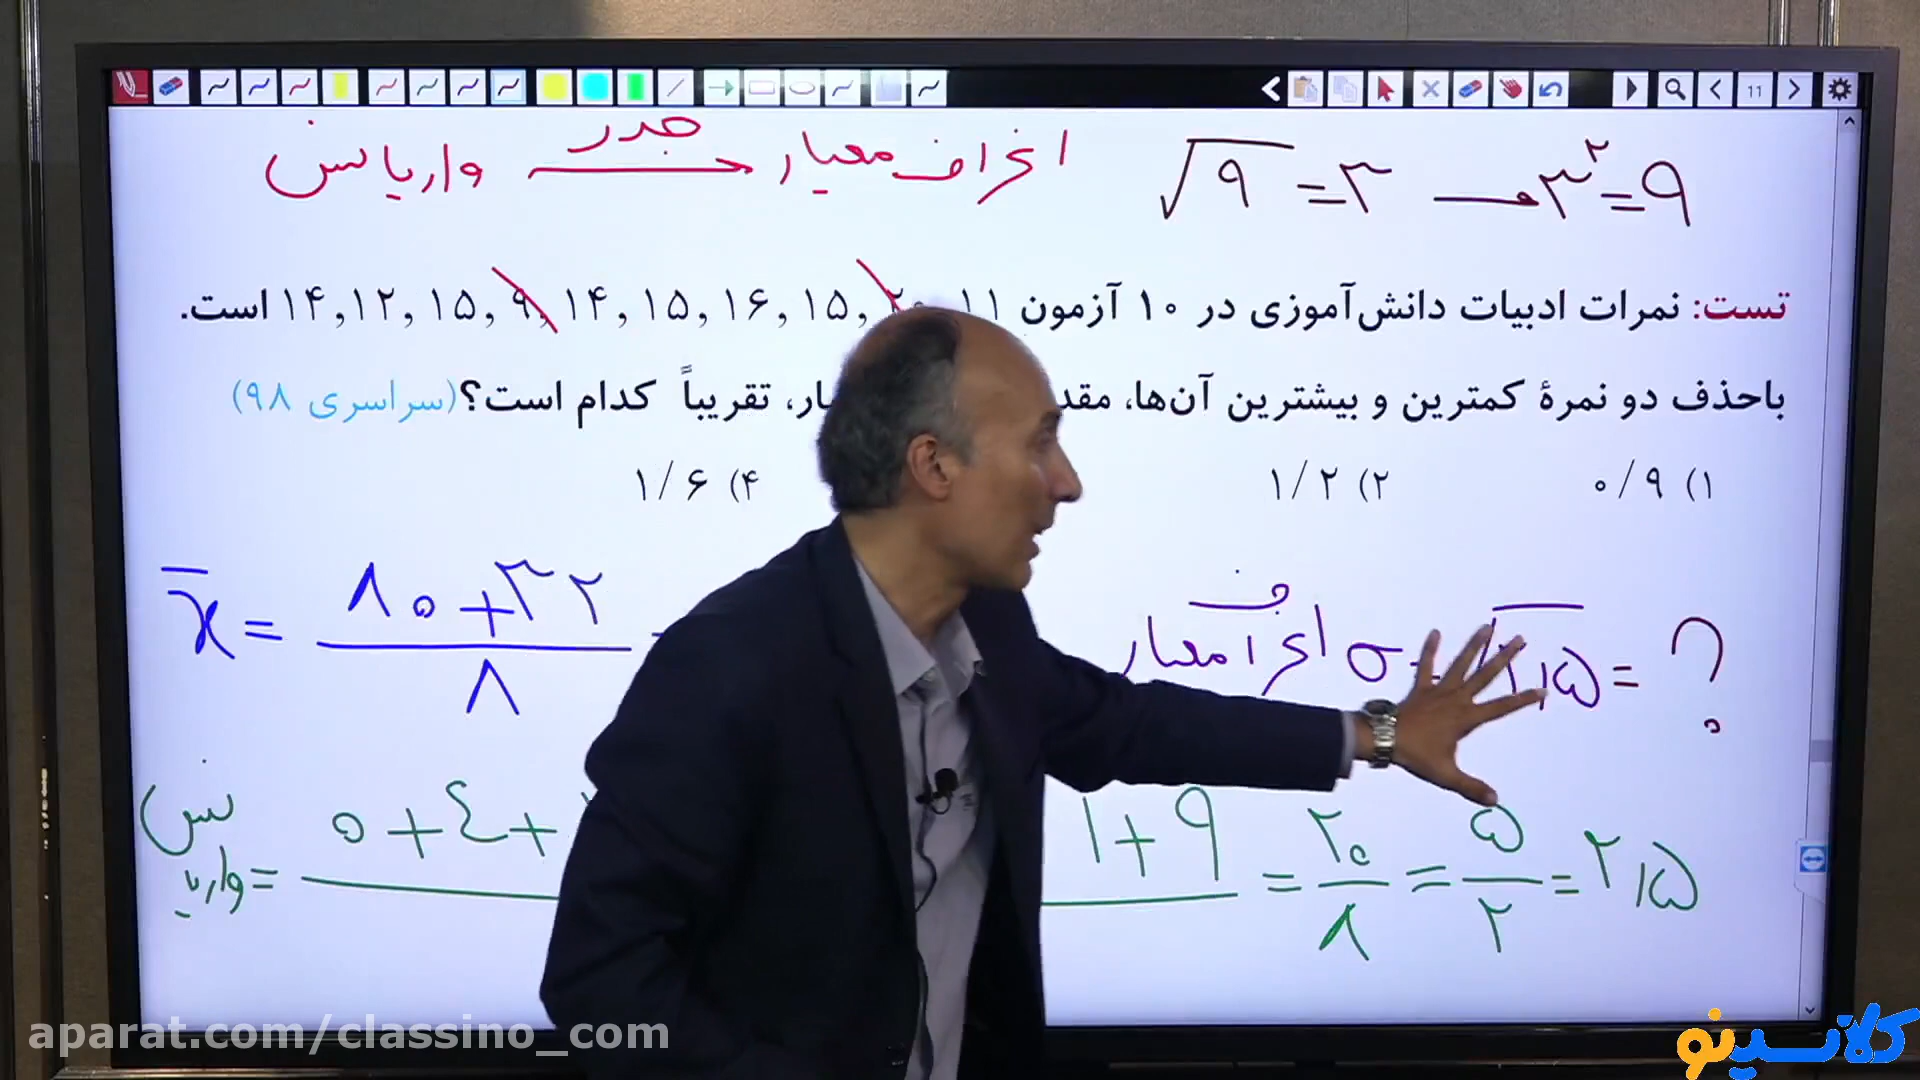 11
انحراف معیار جذر واریانس
√۹ = ۳ → ۳² = ۹
تست: نمرات ادبیات دانش‌آموزی در ۱۰ آزمون ۱۱, ۲۰, ۱۵, ۱۶, ۱۵, ۱۴, ۹, ۱۵, ۱۲, ۱۴ است.
باحذف دو نمرهٔ کمترین و بیشترین آن‌ها، تقریباً کدام است؟(سراسری ۹۸)
۱) ۰/۹ ۲) ۱/۲ ۴) ۱/۶
x̄ = (۸۰+۳۲)/۸
معیار σ = √۲٫۵ = ?
واریانس = ۰+۴+ ۱+۹ = ۲۰/۸ = ۵/۲ = ۲٫۵
aparat.com/classino_com
کلاسینو